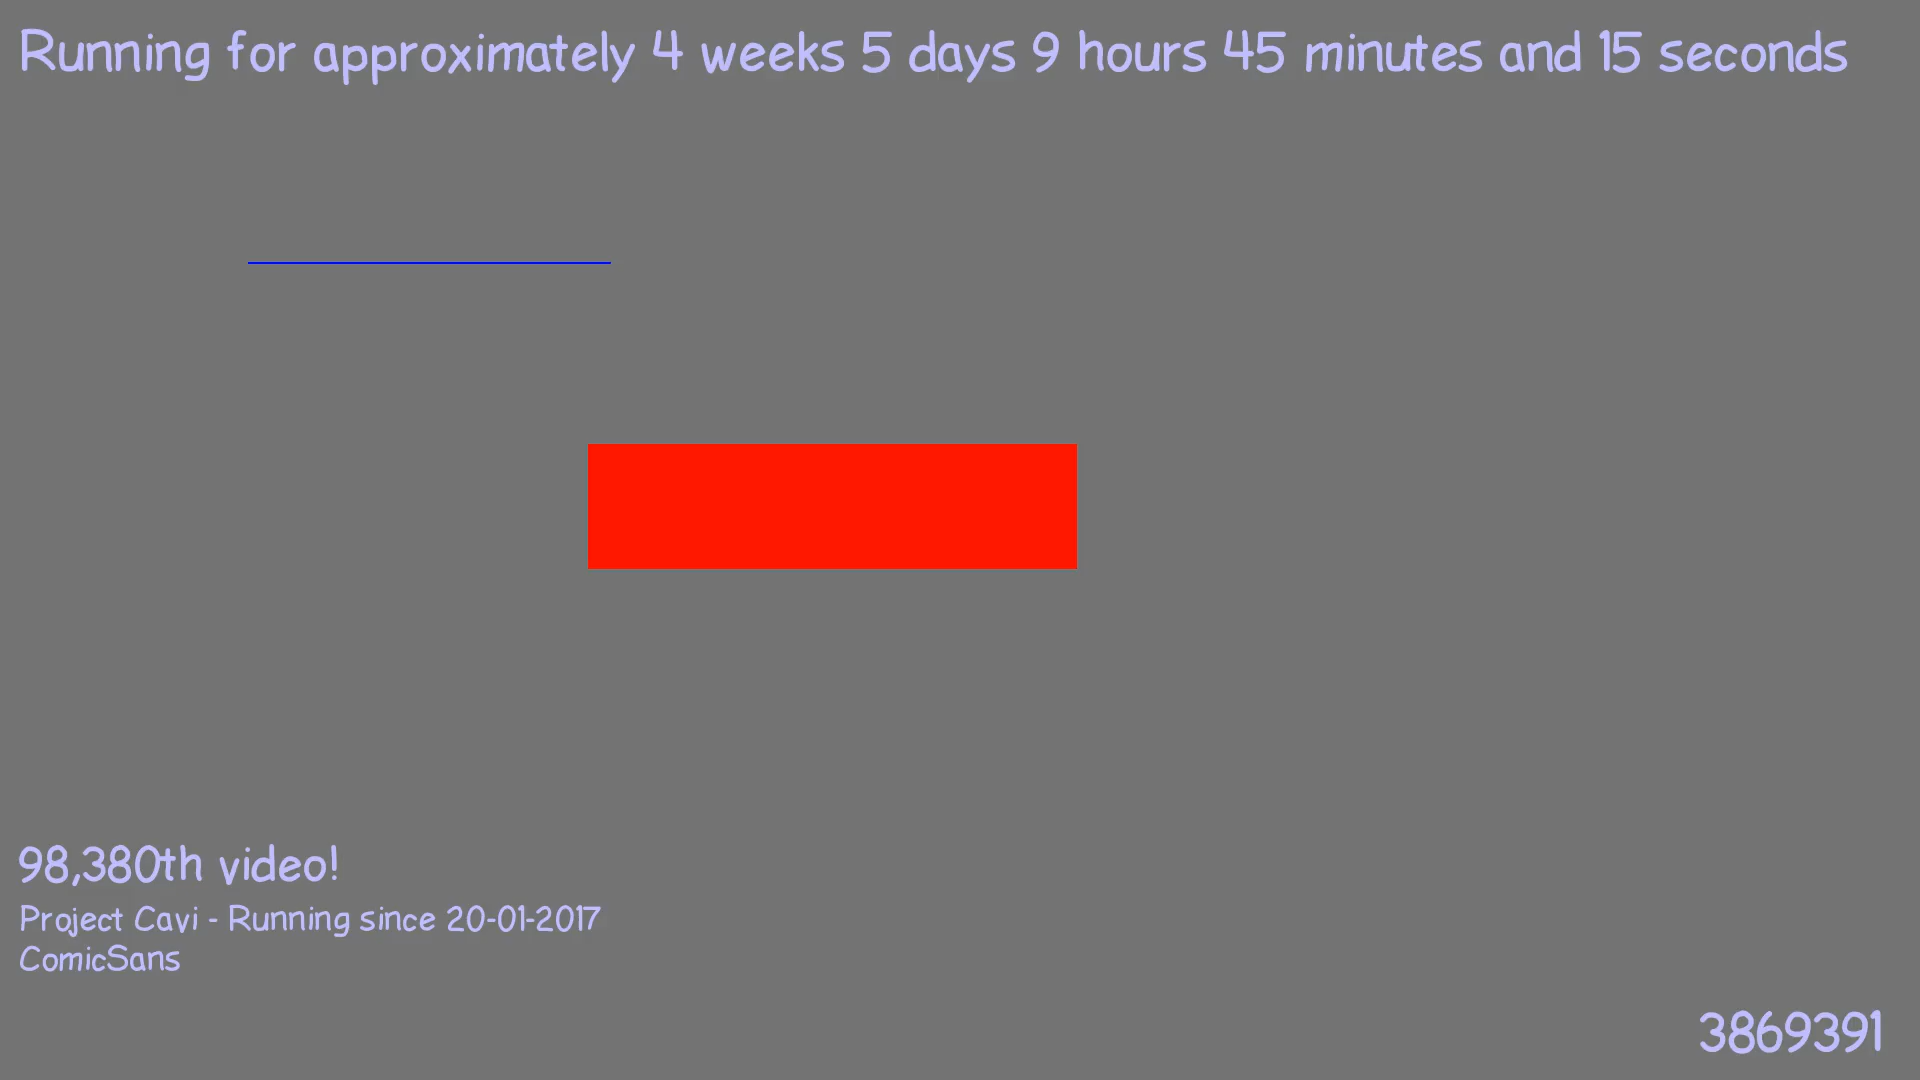 Running for approximately 4 weeks 5 days 9 hours 45 minutes and 15 seconds
98,380th video!
Project Cavi - Running since 20-01-2017
ComicSans
3869391